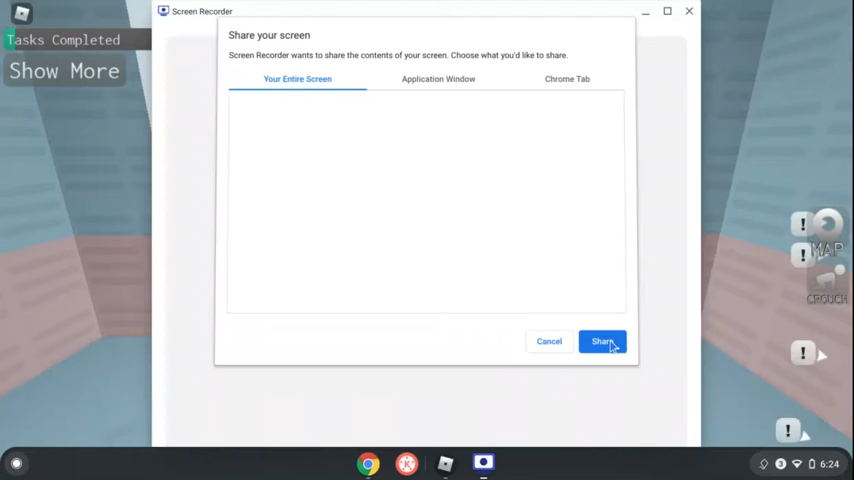 Screen Recorder
Tasks Completed
Show More
Share your screen
Screen Recorder wants to share the contents of your screen. Choose what you'd like to share.
Your Entire Screen
Application Window
Chrome Tab
!
MAP
!
CROUCH
!
Cancel
Share
!
3
6:24